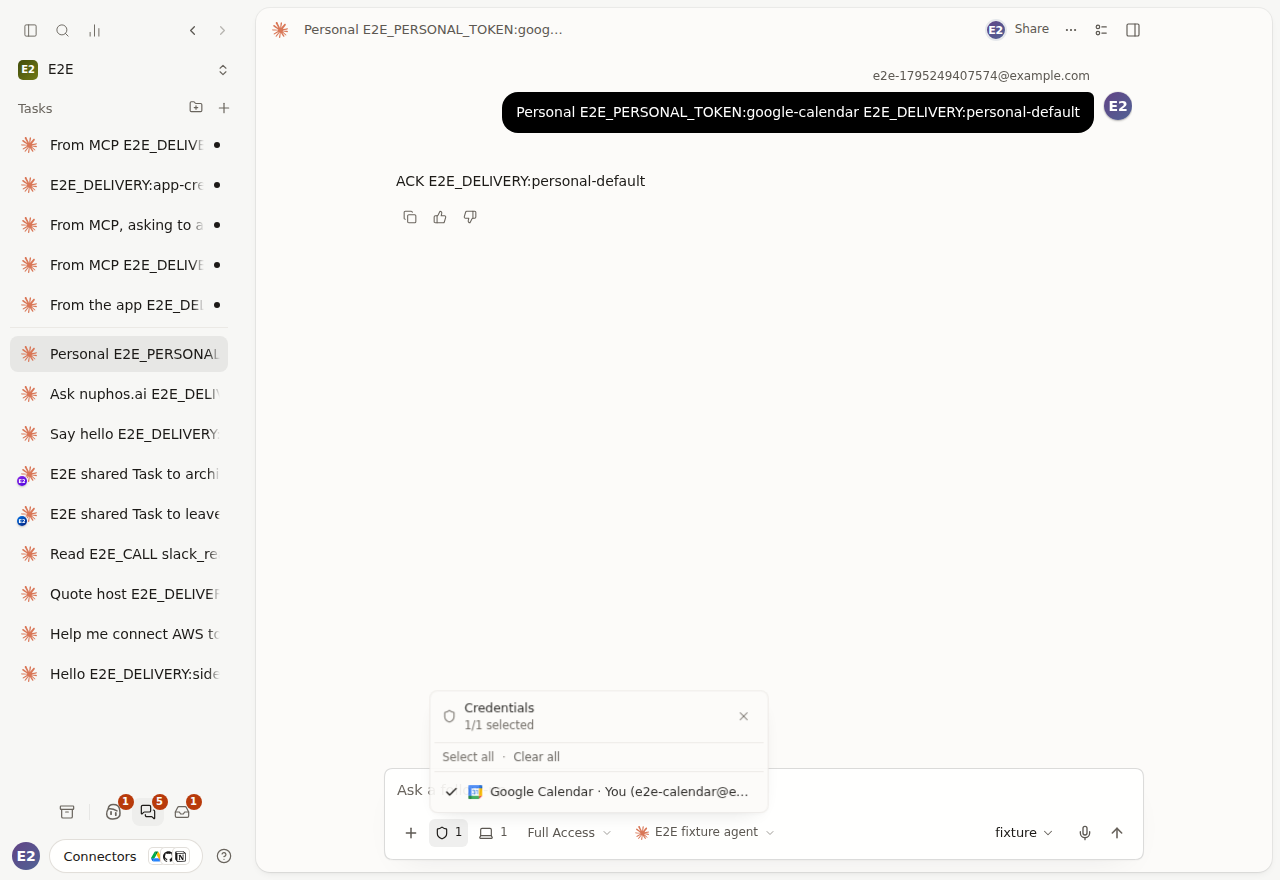 Personal E2E_PERSONAL_TOKEN:goog...
E2 Share
E2 E2E
Tasks
From MCP E2E_DELIVE
E2E_DELIVERY:app-cre
From MCP, asking to a
From MCP E2E_DELIVE
From the app E2E_DEL
Personal E2E_PERSONAL
Ask nuphos.ai E2E_DELIV
Say hello E2E_DELIVERY:
E2E shared Task to archi
E2
E2E shared Task to leave
E2
Read E2E_CALL slack_re
Quote host E2E_DELIVER
Help me connect AWS to
Hello E2E_DELIVERY:side
1 5 1
E2 Connectors
e2e-1795249407574@example.com
Personal E2E_PERSONAL_TOKEN:google-calendar E2E_DELIVERY:personal-default
E2
ACK E2E_DELIVERY:personal-default
Credentials
1/1 selected
Select all · Clear all
Google Calendar · You (e2e-calendar@e...
Ask a
1 1 Full Access E2E fixture agent fixture